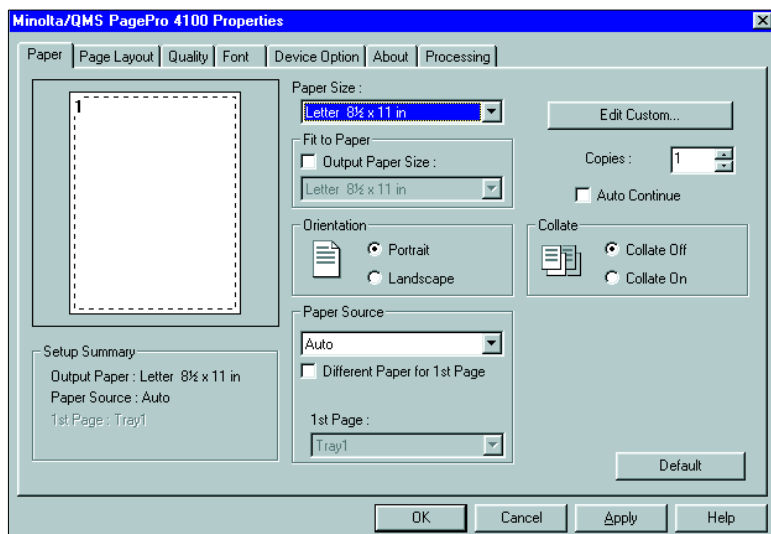 Minolta/QMS PagePro 4100 Properties
Paper
Page Layout
Quality
Font
Device Option
About
Processing
1
Setup Summary
Output Paper : Letter 8½ x 11 in
Paper Source : Auto
1st Page : Tray1
Paper Size :
Letter 8½ x 11 in
Fit to Paper
Output Paper Size :
Letter 8½ x 11 in
Orientation
Portrait
Landscape
Paper Source
Auto
Different Paper for 1st Page
1st Page :
Tray1
Edit Custom...
Copies : 1
Auto Continue
Collate
Collate Off
Collate On
Default
OK
Cancel
Apply
Help